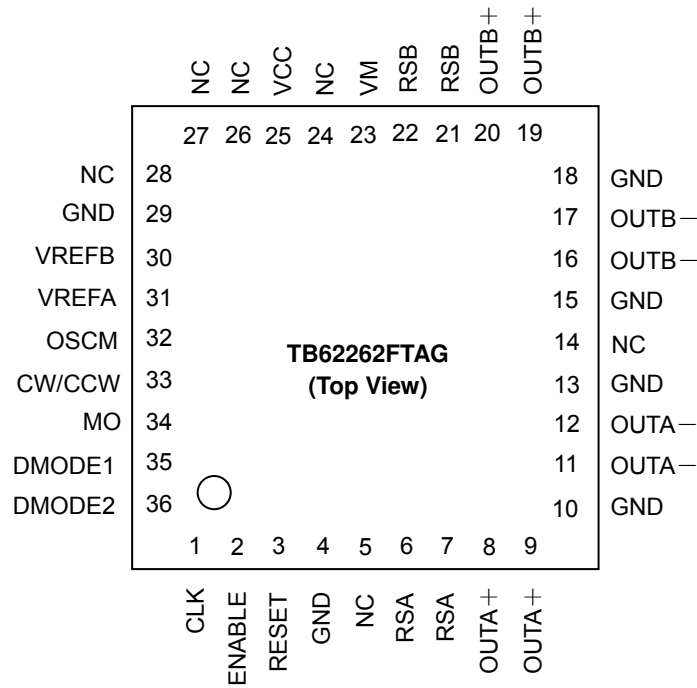 NC
NC
VCC
NC
VM
RSB
RSB
OUTB+
OUTB+
27 26 25 24 23 22 21 20 19
NC 28
GND 29
VREFB 30
VREFA 31
OSCM 32
CW/CCW 33
MO 34
DMODE1 35
DMODE2 36
TB62262FTAG
(Top View)
18 GND
17 OUTB−
16 OUTB−
15 GND
14 NC
13 GND
12 OUTA−
11 OUTA−
10 GND
1 2 3 4 5 6 7 8 9
CLK
ENABLE
RESET
GND
NC
RSA
RSA
OUTA+
OUTA+